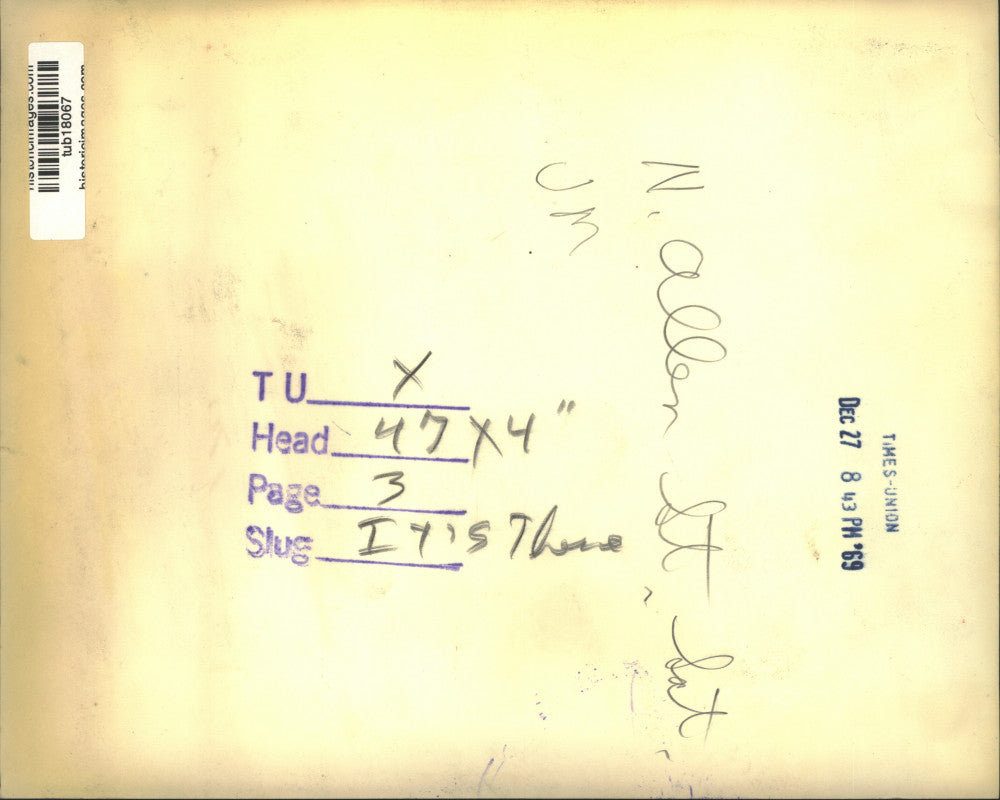 historicimages.com
tub18067
historicimages.com
N. Allen St, Sat.
JM
TU X
Head 47 X 4"
Page 3
Slug It's There
TIMES-UNION
DEC 27 8 43 PM '69